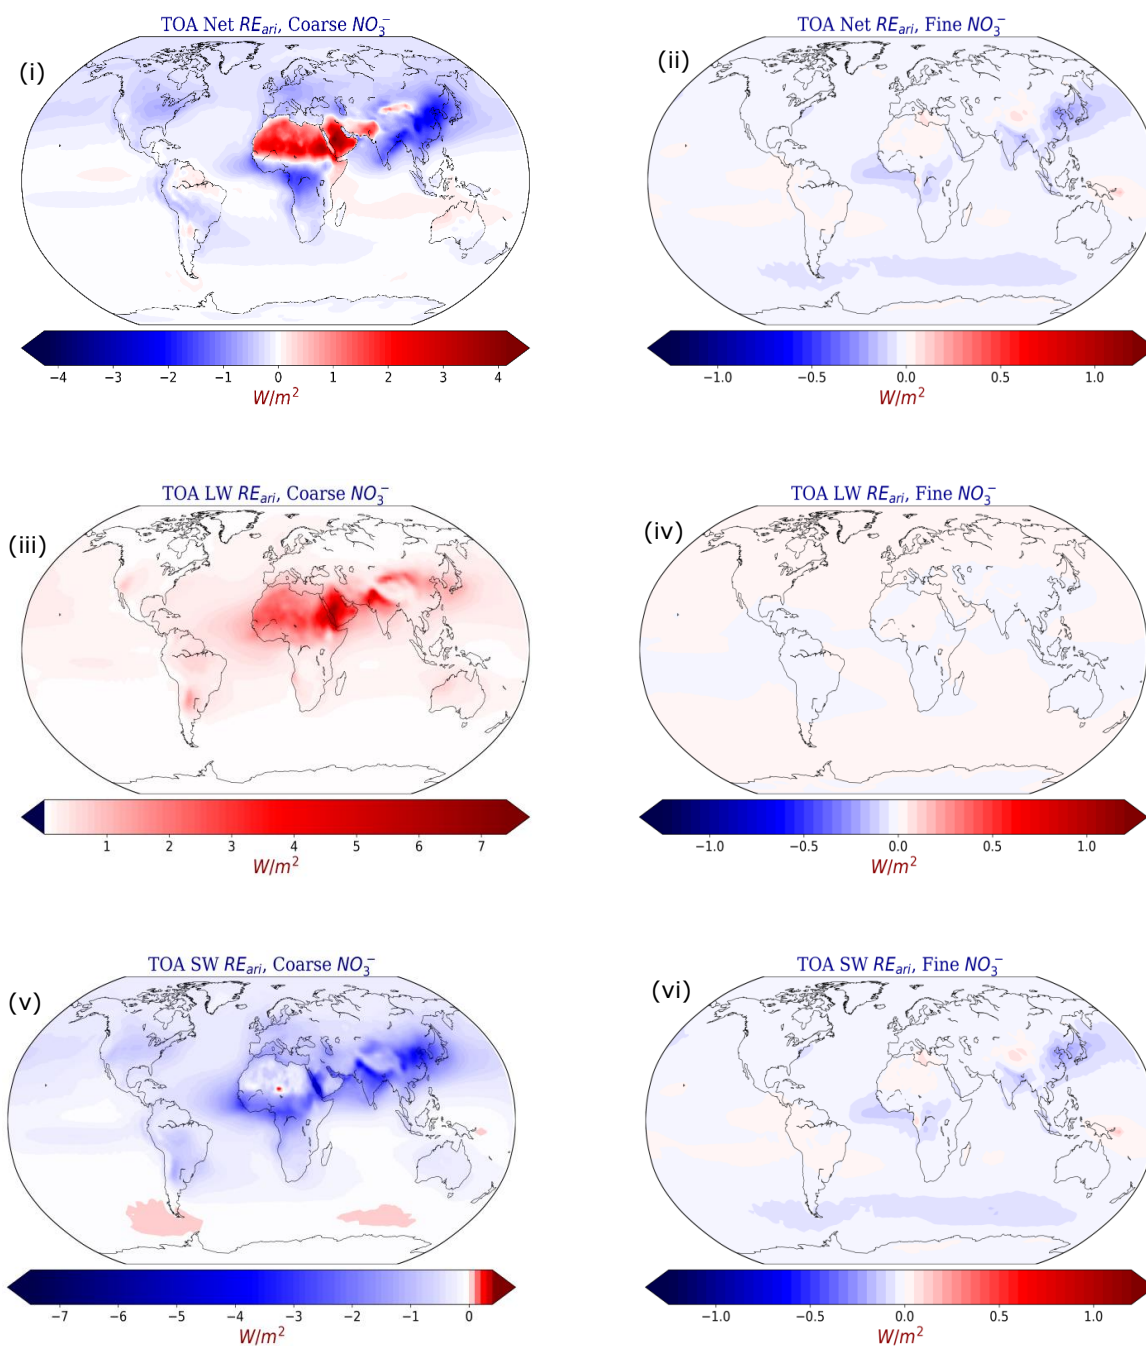 TOA Net RE_ari, Coarse NO₃⁻
(i)
−4 −3 −2 −1 0 1 2 3 4
W/m²
TOA Net RE_ari, Fine NO₃⁻
(ii)
−1.0 −0.5 0.0 0.5 1.0
W/m²
TOA LW RE_ari, Coarse NO₃⁻
(iii)
1 2 3 4 5 6 7
W/m²
TOA LW RE_ari, Fine NO₃⁻
(iv)
−1.0 −0.5 0.0 0.5 1.0
W/m²
TOA SW RE_ari, Coarse NO₃⁻
(v)
−7 −6 −5 −4 −3 −2 −1 0
W/m²
TOA SW RE_ari, Fine NO₃⁻
(vi)
−1.0 −0.5 0.0 0.5 1.0
W/m²